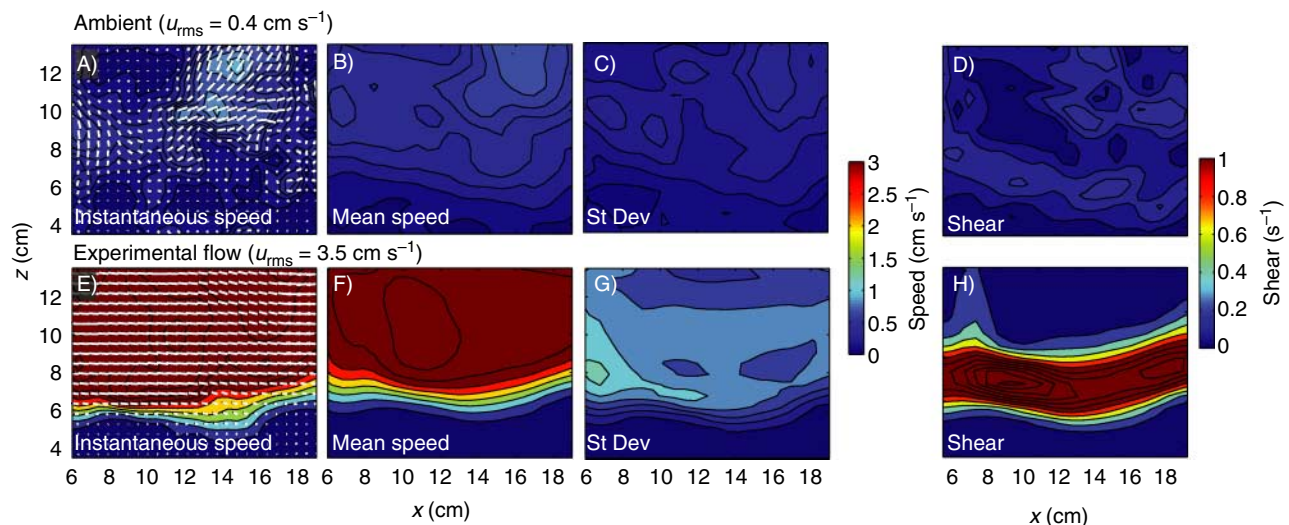 Ambient (u_rms = 0.4 cm s⁻¹)
A)
B)
C)
D)
12
10
8
6
4
Instantaneous speed
Mean speed
St Dev
Shear
z (cm)
Experimental flow (u_rms = 3.5 cm s⁻¹)
E)
F)
G)
H)
12
10
8
6
4
Instantaneous speed
Mean speed
St Dev
Shear
3
2.5
2
1.5
1
0.5
0
Speed (cm s⁻¹)
1
0.8
0.6
0.4
0.2
0
Shear (s⁻¹)
6 8 10 12 14 16 18
6 8 10 12 14 16 18
6 8 10 12 14 16 18
6 8 10 12 14 16 18
x (cm)
x (cm)